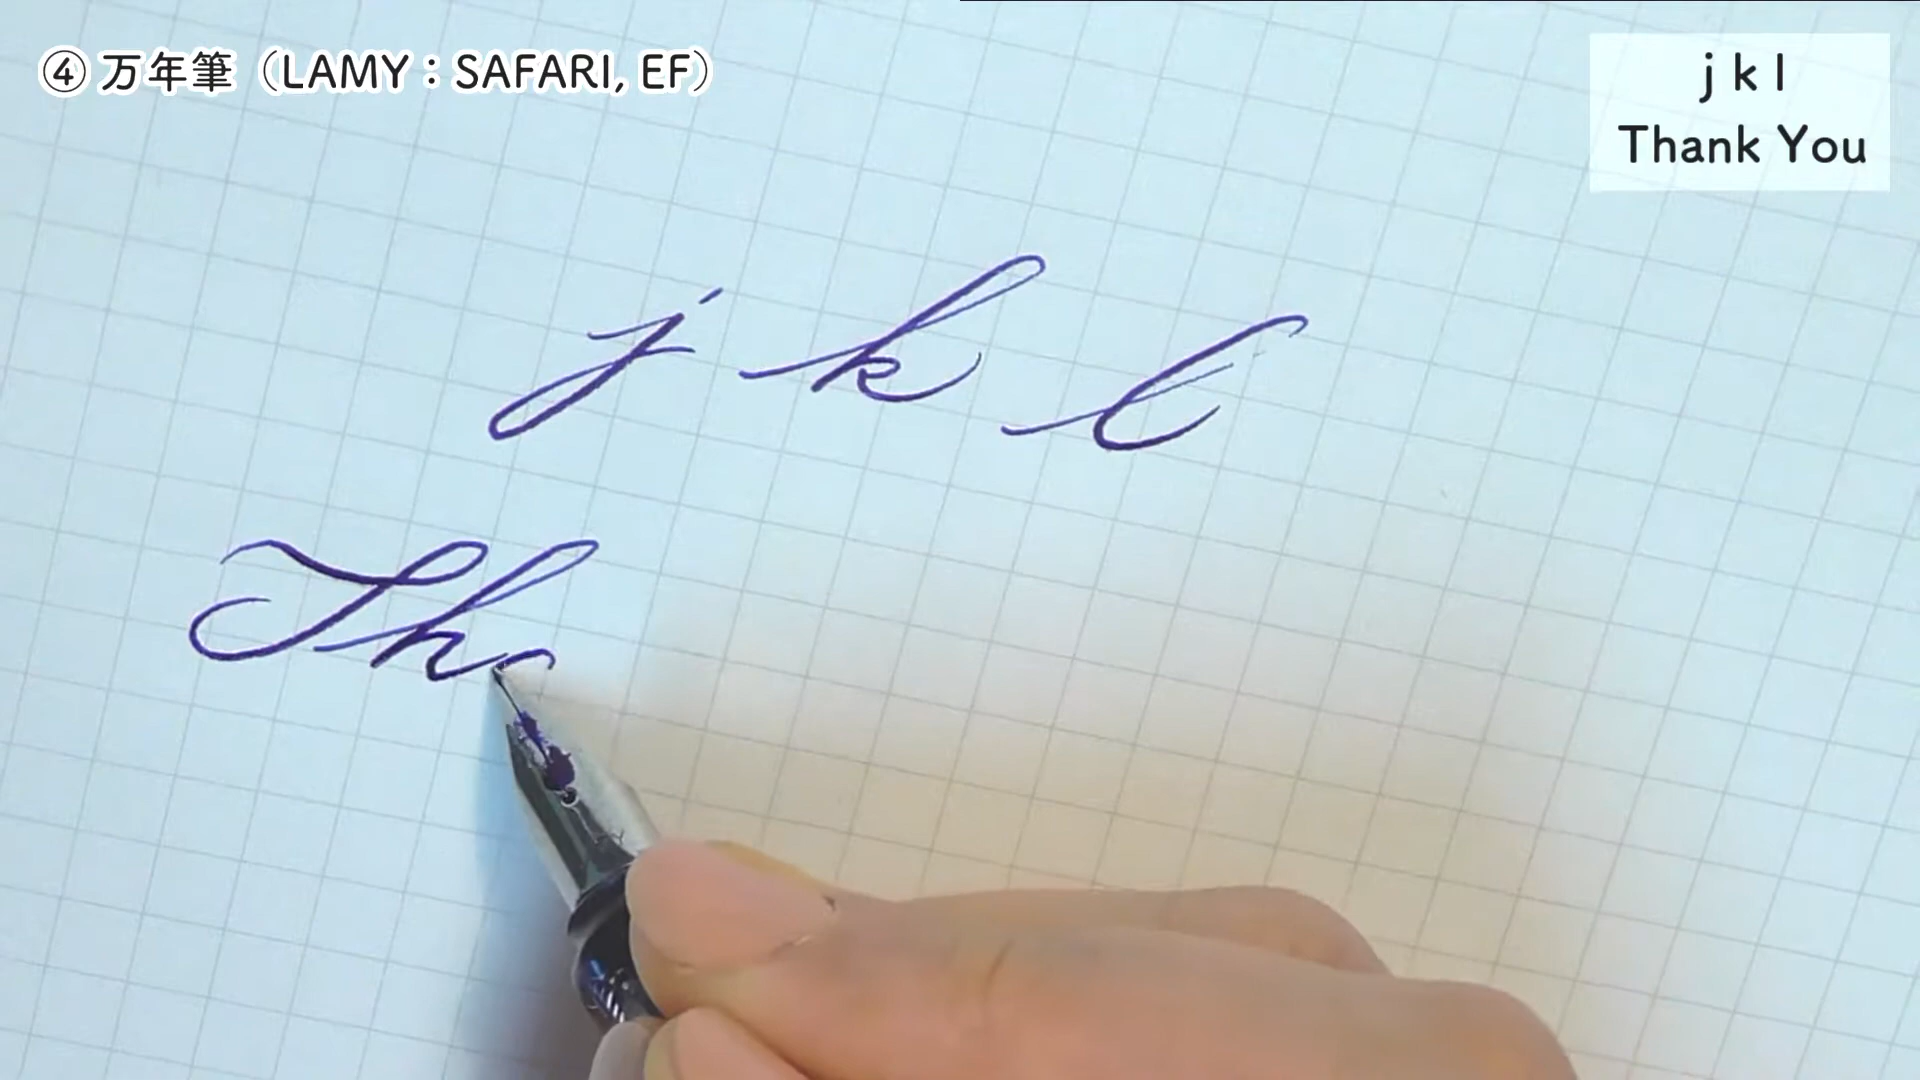 ④ 万年筆（LAMY：SAFARI, EF）
j k l
Thank You
j k l
Th